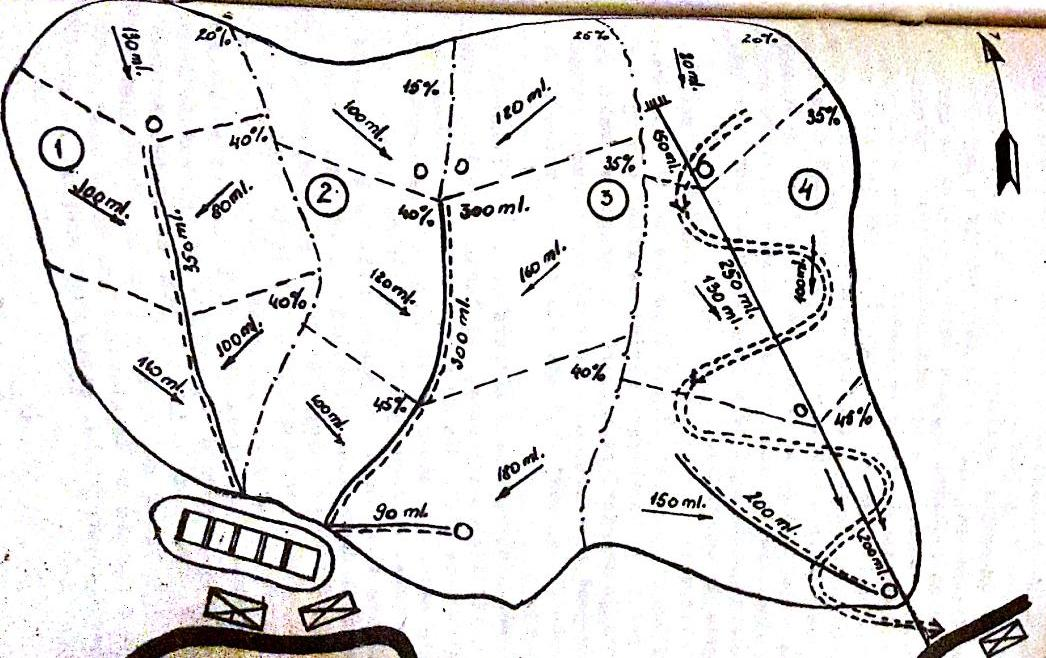 130 ml.
20%
25%
20%
80 ml.
15%
120 ml.
100 ml.
35%
40%
35%
1
2
3
4
100 ml.
80 ml.
40%
300 ml.
350 ml.
160 ml.
120 ml.
250 ml.
130 ml.
100 ml.
40%
100 ml.
300 ml.
40%
140 ml.
100 ml.
45%
45%
180 ml.
150 ml.
200 ml.
90 ml.
200 ml.